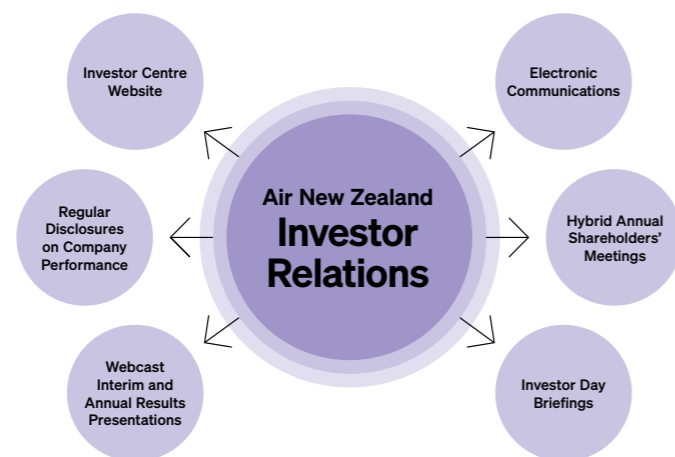 Investor Centre
Website
Electronic
Communications
Air New Zealand
Investor
Relations
Regular
Disclosures
on Company
Performance
Hybrid Annual
Shareholders’
Meetings
Webcast
Interim and
Annual Results
Presentations
Investor Day
Briefings